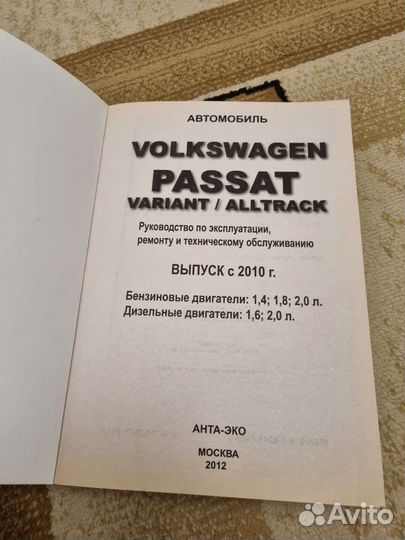 АВТОМОБИЛЬ
VOLKSWAGEN
PASSAT
VARIANT / ALLTRACK
Руководство по эксплуатации,
ремонту и техническому обслуживанию
ВЫПУСК с 2010 г.
Бензиновые двигатели: 1,4; 1,8; 2,0 л.
Дизельные двигатели: 1,6; 2,0 л.
АНТА-ЭКО
МОСКВА
2012
Avito